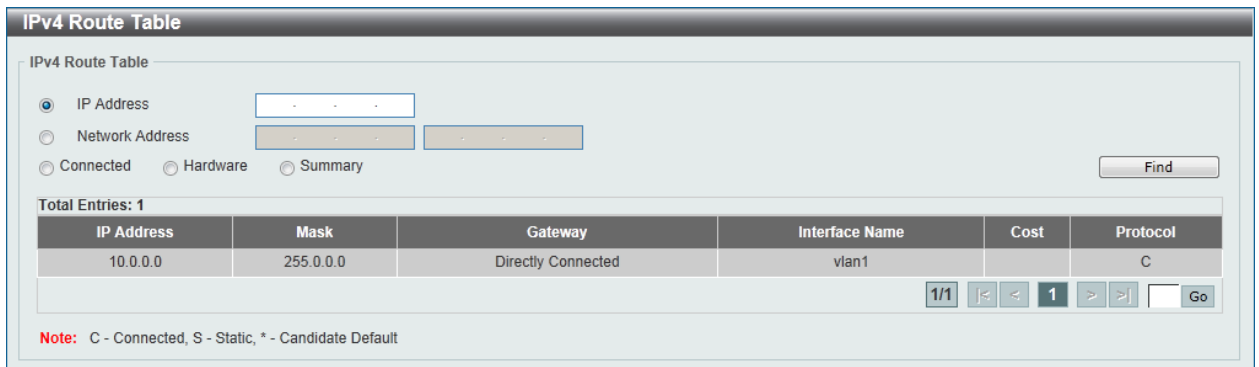 IPv4 Route Table
IPv4 Route Table
IP Address
Network Address
Connected Hardware Summary Find
Total Entries: 1
IP Address Mask Gateway Interface Name Cost Protocol
10.0.0.0 255.0.0.0 Directly Connected vlan1 C
1/1 |< < 1 > >| Go
Note: C - Connected, S - Static, * - Candidate Default